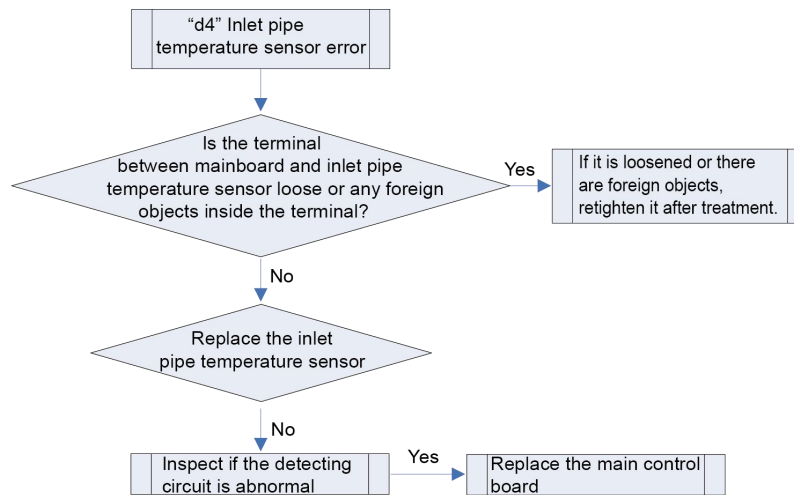 “d4” Inlet pipe
temperature sensor error
Is the terminal
between mainboard and inlet pipe
temperature sensor loose or any foreign
objects inside the terminal?
Yes
If it is loosened or there
are foreign objects,
retighten it after treatment.
No
Replace the inlet
pipe temperature sensor
No
Inspect if the detecting
circuit is abnormal
Yes
Replace the main control
board